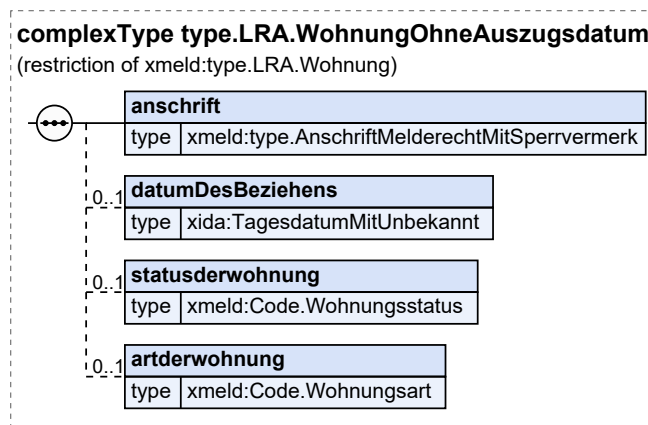 complexType type.LRA.WohnungOhneAuszugsdatum
(restriction of xmeld:type.LRA.Wohnung)
anschrift
type xmeld:type.AnschriftMelderechtMitSperrvermerk
0..1 datumDesBeziehens
type xida:TagesdatumMitUnbekannt
0..1 statusderwohnung
type xmeld:Code.Wohnungsstatus
0..1 artderwohnung
type xmeld:Code.Wohnungsart